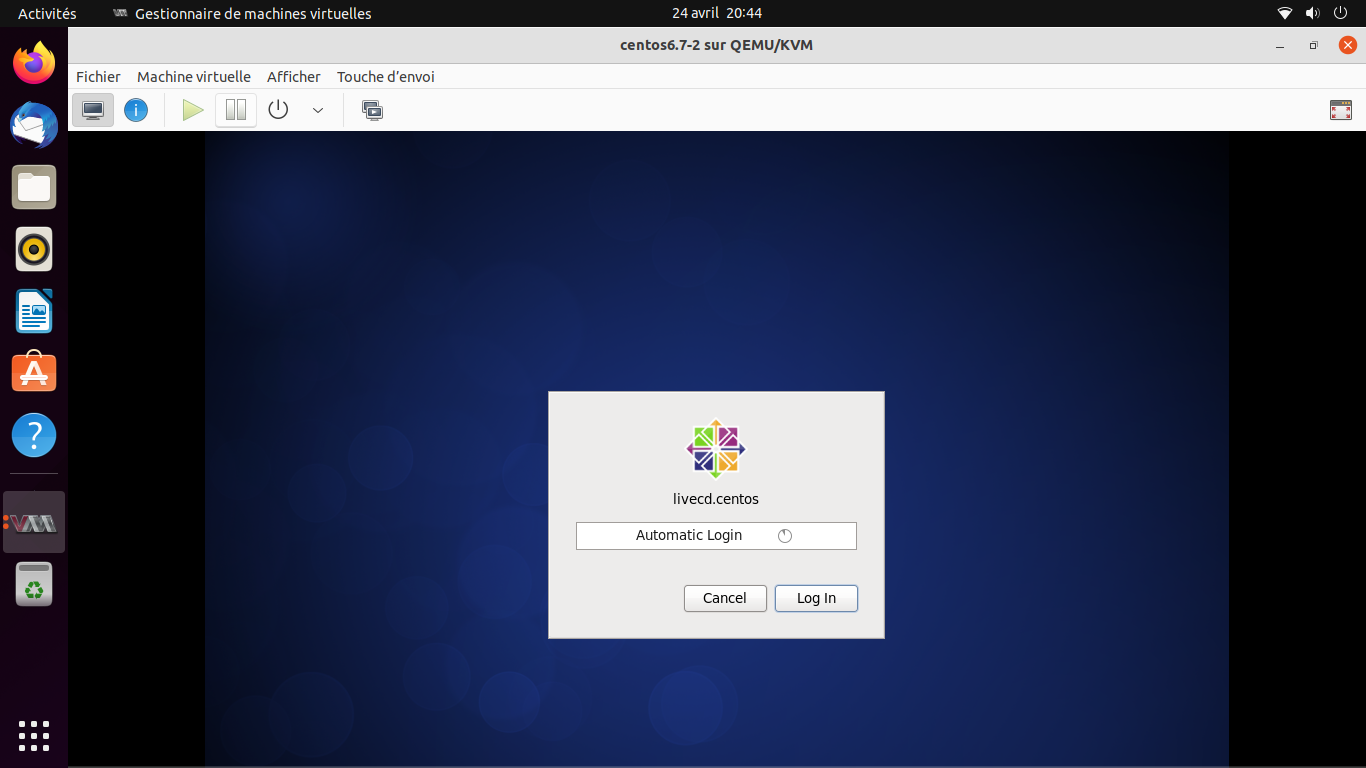 Activités Gestionnaire de machines virtuelles 24 avril 20:44
centos6.7-2 sur QEMU/KVM
Fichier Machine virtuelle Afficher Touche d’envoi
livecd.centos
Automatic Login
Cancel Log In